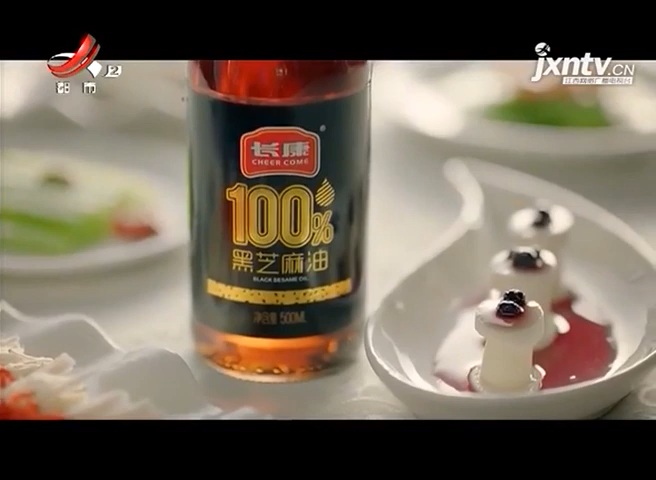 2
都市
jxntv.cn
江西网络广播电视台
长康
®
CHEER COME
100%
黑芝麻油
BLACK SESAME OIL
净含量 500ML